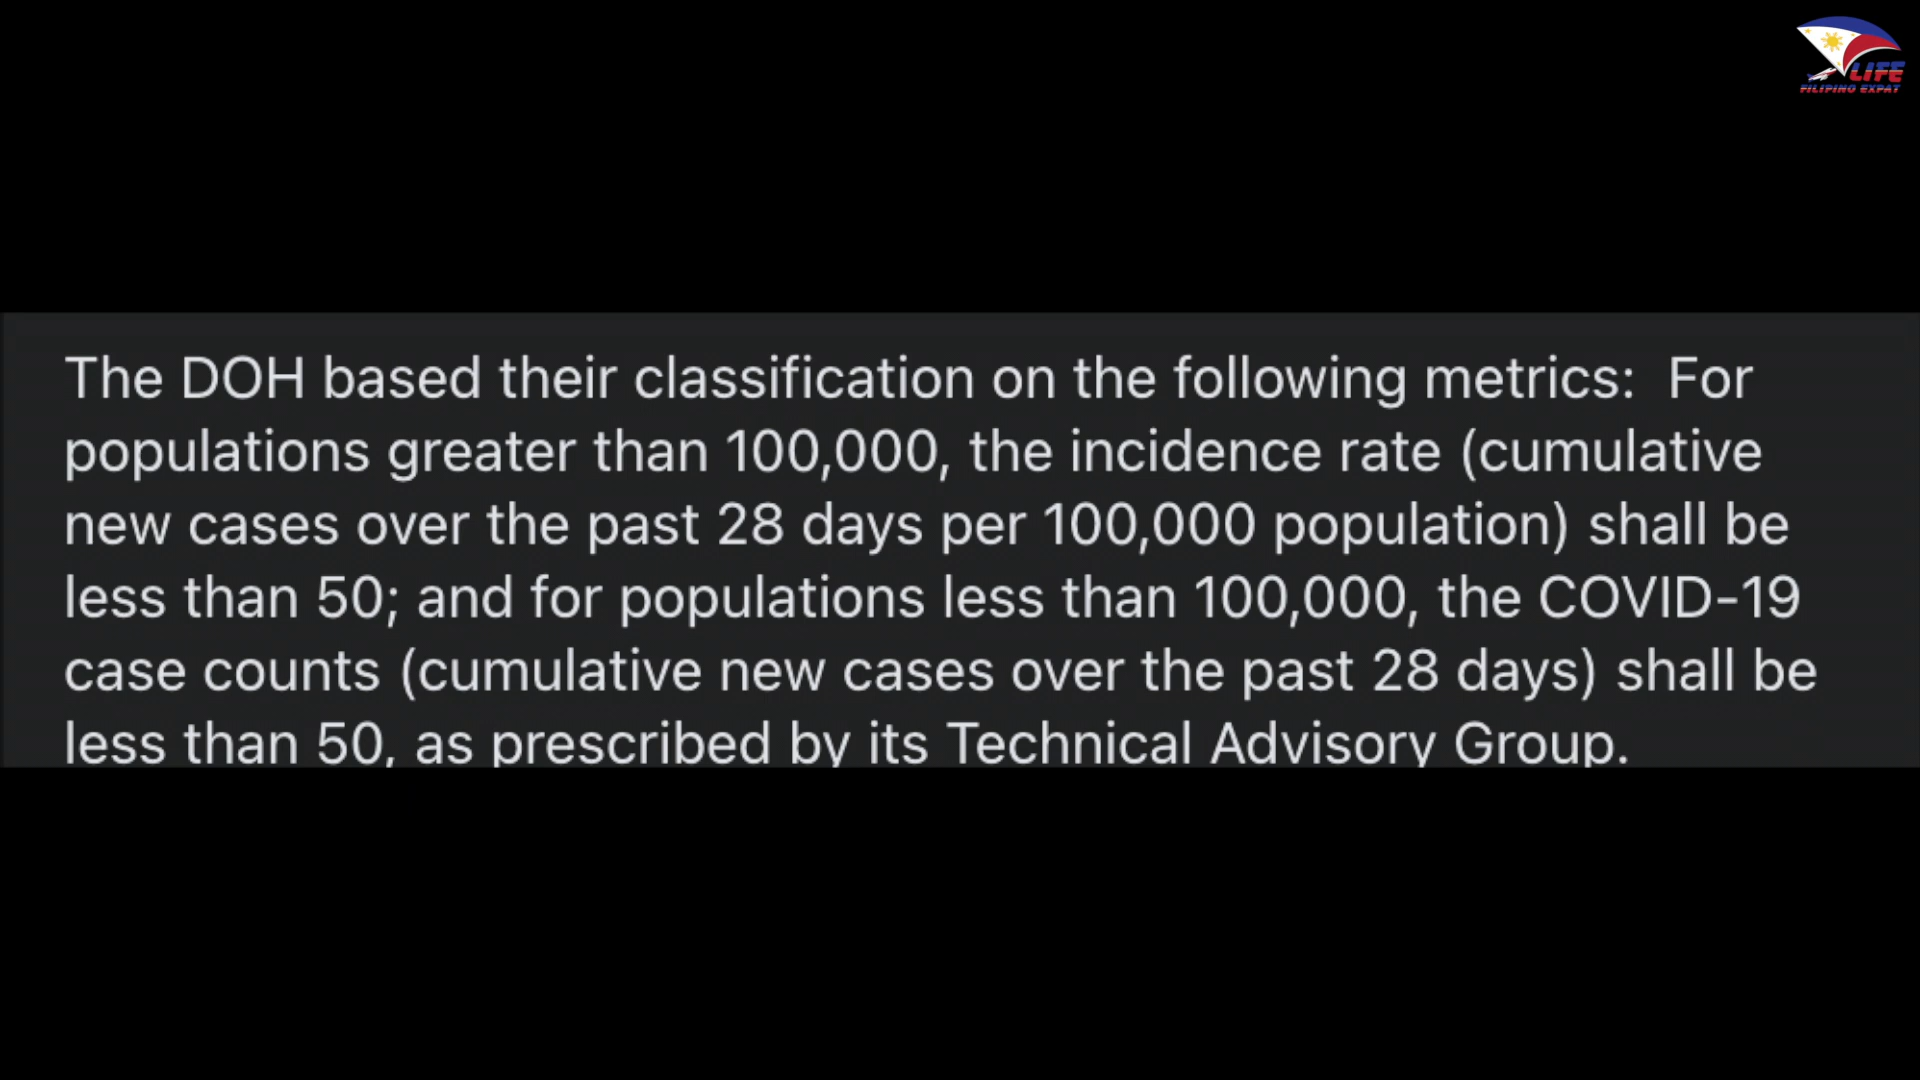 LIFE
FILIPINO EXPAT
The DOH based their classification on the following metrics:  For
populations greater than 100,000, the incidence rate (cumulative
new cases over the past 28 days per 100,000 population) shall be
less than 50; and for populations less than 100,000, the COVID-19
case counts (cumulative new cases over the past 28 days) shall be
less than 50, as prescribed by its Technical Advisory Group.